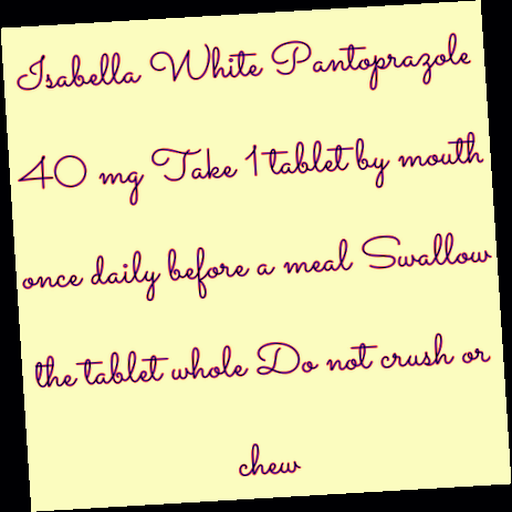 Isabella White Pantoprazole
40 mg Take 1 tablet by mouth
once daily before a meal Swallow
the tablet whole Do not crush or
chew